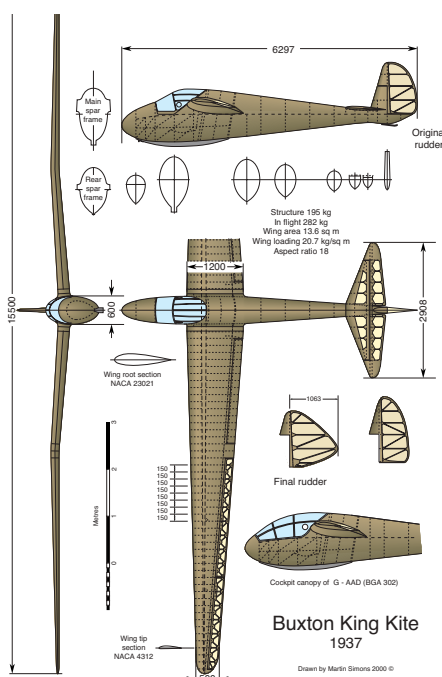 6297
Main
spar
frame
Original
rudder
Rear
spar
frame
Structure 195 kg
In flight 282 kg
Wing area 13.6 sq m
Wing loading 20.7 kg/sq m
Aspect ratio 18
1200
15500
600
2908
Wing root section
NACA 23021
1063
3
2
1
0
Metres
150
150
150
150
150
150
150
Final rudder
Cockpit canopy of G - AAD (BGA 302)
Buxton King Kite
1937
Wing tip
section
NACA 4312
Drawn by Martin Simons 2000 ©